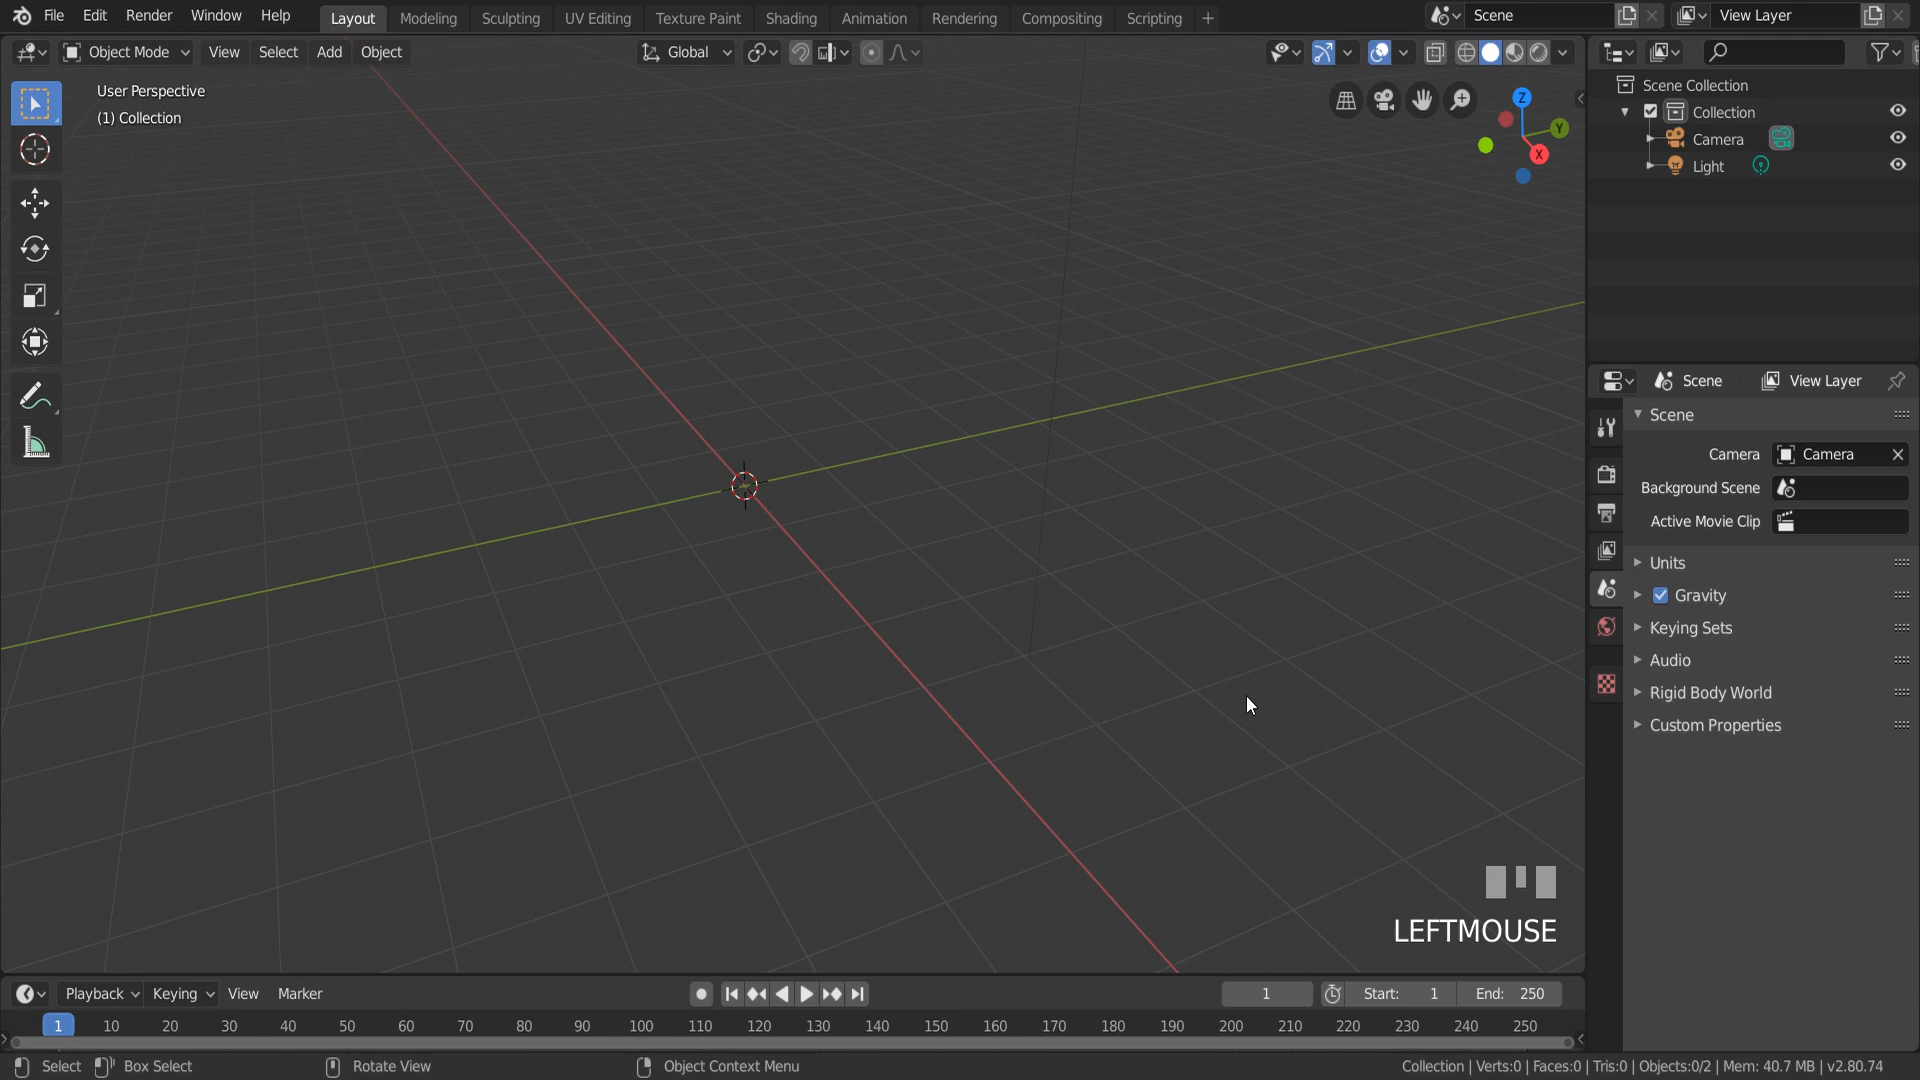 File Edit Render Window Help Layout Modeling Sculpting UV Editing Texture Paint Shading Animation Rendering Compositing Scripting + Scene View Layer
Object Mode View Select Add Object Global
User Perspective
(1) Collection
Z
Y
X
Scene Collection
Collection
Camera
Light
Scene View Layer
Scene
Camera Camera
Background Scene
Active Movie Clip
Units
Gravity
Keying Sets
Audio
Rigid Body World
Custom Properties
LEFTMOUSE
Playback Keying View Marker 1 Start: 1 End: 250
1 10 20 30 40 50 60 70 80 90 100 110 120 130 140 150 160 170 180 190 200 210 220 230 240 250
Select Box Select Rotate View Object Context Menu Collection | Verts:0 | Faces:0 | Tris:0 | Objects:0/2 | Mem: 40.7 MB | v2.80.74